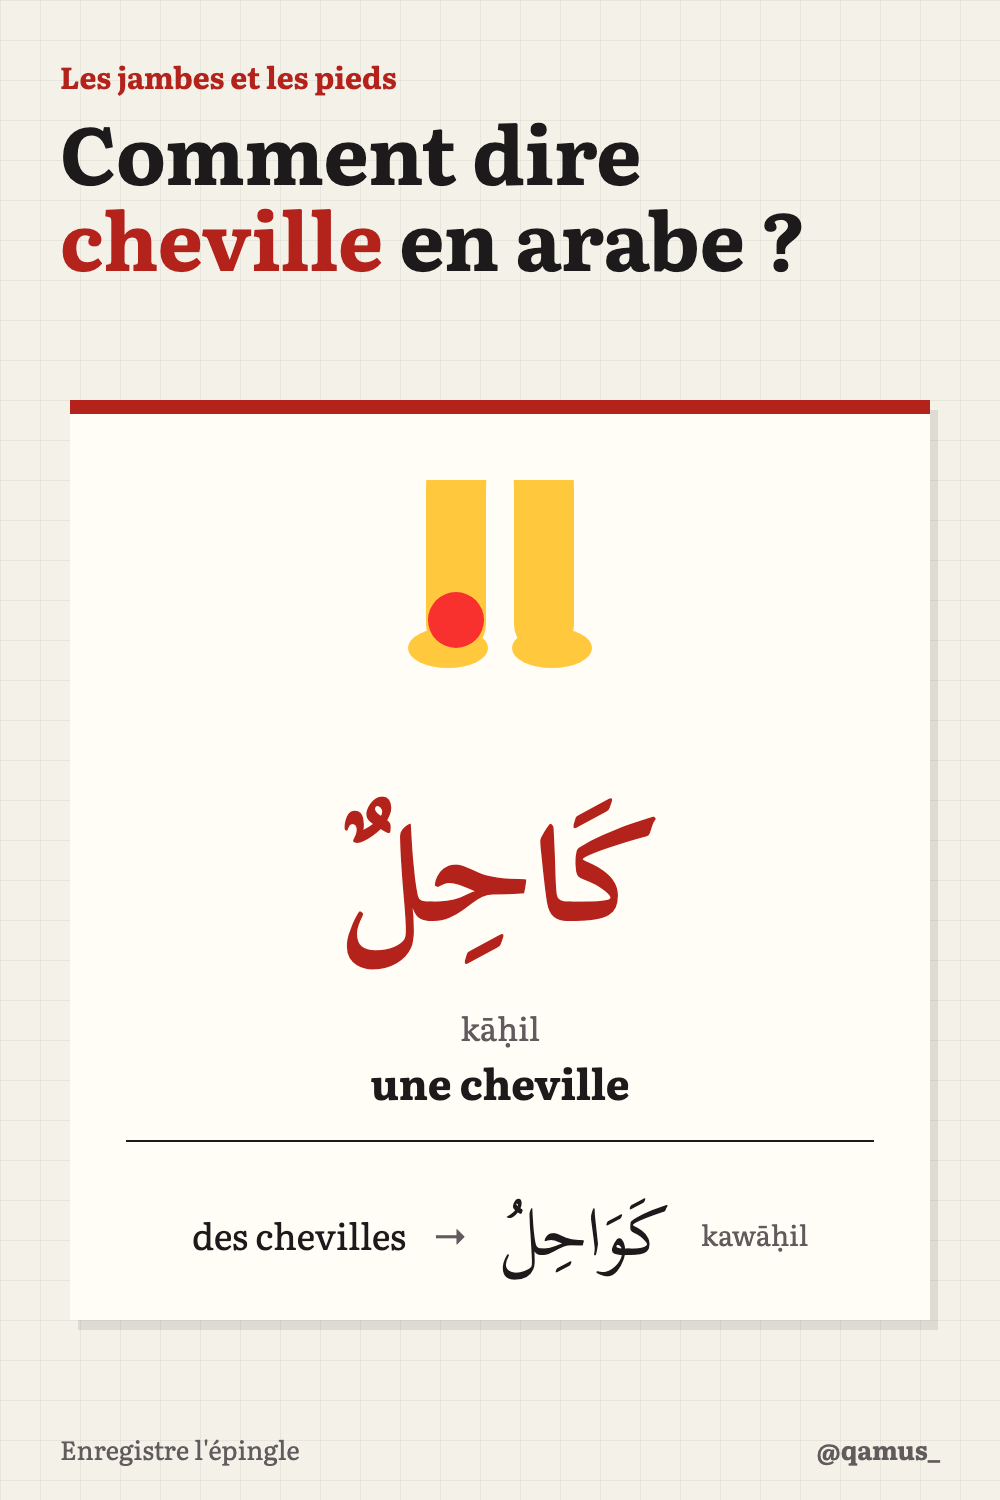 Les jambes et les pieds
Comment dire
cheville en arabe ?
كَاحِلٌ
kāḥil
une cheville
des chevilles → كَوَاحِلُ kawāḥil
Enregistre l'épingle
@qamus_